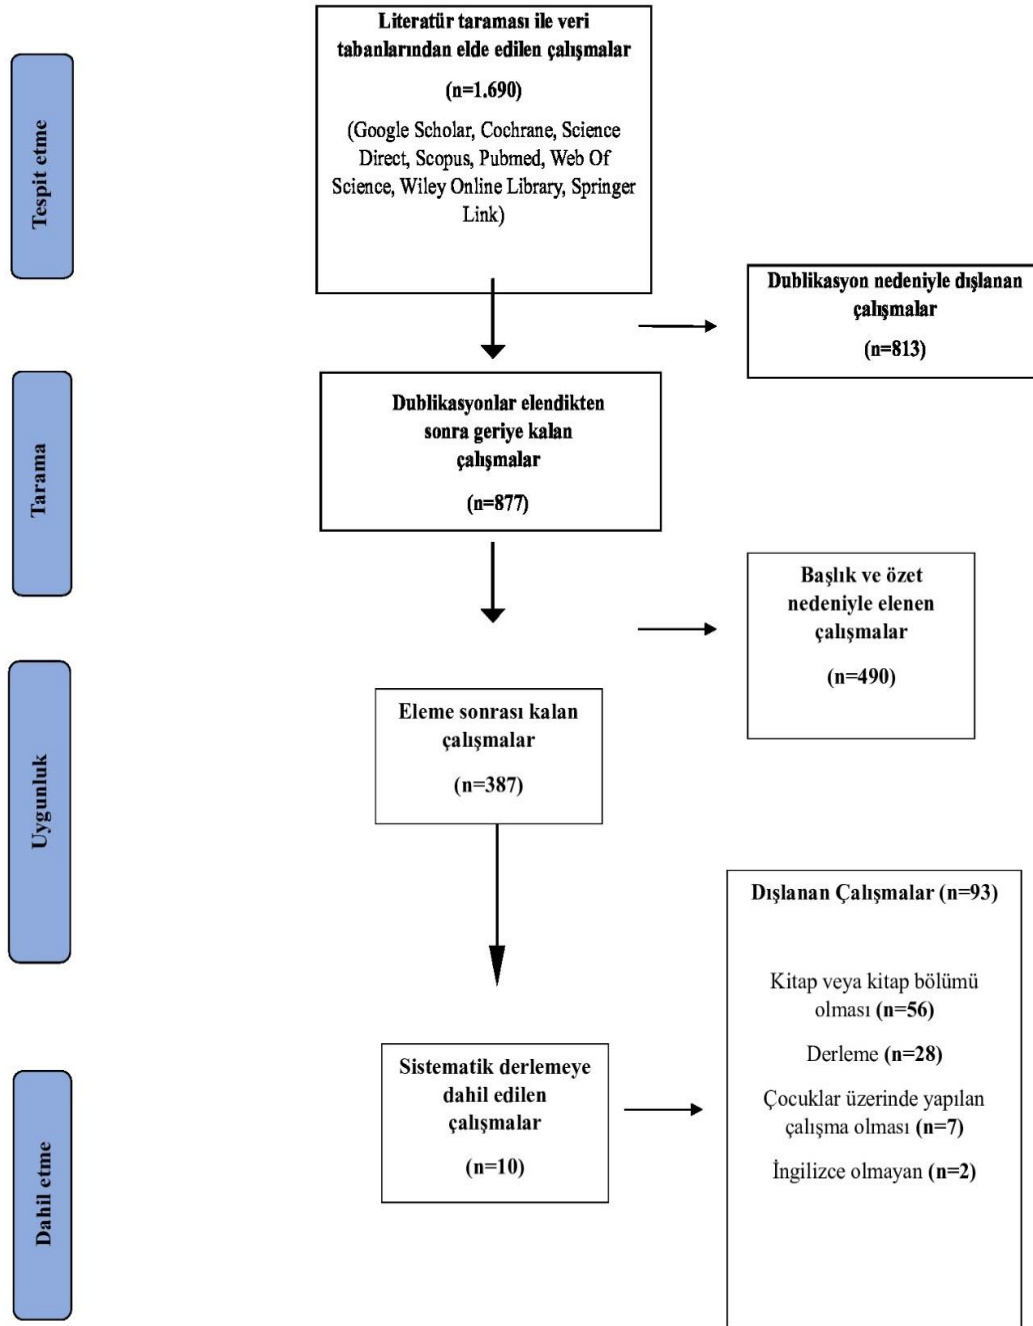 Literatür taraması ile veri
tabanlarından elde edilen çalışmalar
(n=1.690)
(Google Scholar, Cochrane, Science
Direct, Scopus, Pubmed, Web Of
Science, Wiley Online Library, Springer
Link)
Tespit etme
Dublikasyon nedeniyle dışlanan
çalışmalar
(n=813)
Tarama
Dublikasyonlar elendikten
sonra geriye kalan
çalışmalar
(n=877)
Başlık ve özet
nedeniyle elenen
çalışmalar
(n=490)
Uygunluk
Eleme sonrası kalan
çalışmalar
(n=387)
Dışlanan Çalışmalar (n=93)
Kitap veya kitap bölümü
olması (n=56)
Derleme (n=28)
Çocuklar üzerinde yapılan
çalışma olması (n=7)
İngilizce olmayan (n=2)
Dahil etme
Sistematik derlemeye
dahil edilen
çalışmalar
(n=10)